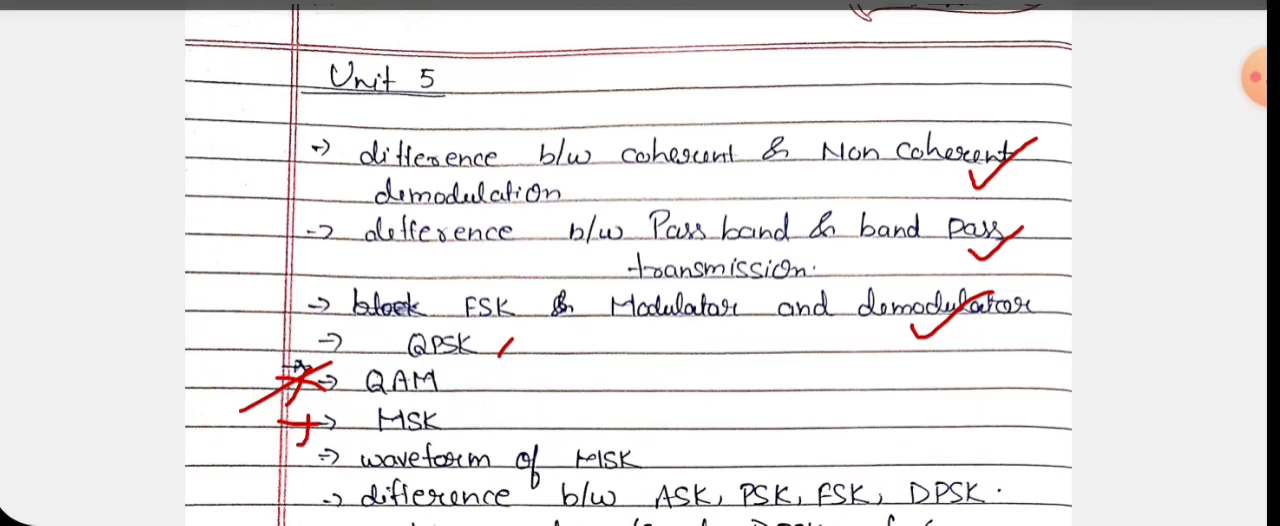 Unit 5
→ difference b/w coherent & Non coherent
demodulation
→ difference b/w Pass band & band pass
transmission.
→ block FSK & Modulator and demodulator
→ QPSK
→ QAM
→ MSK
→ waveform of MSK
→ difference b/w ASK, PSK, FSK, DPSK.